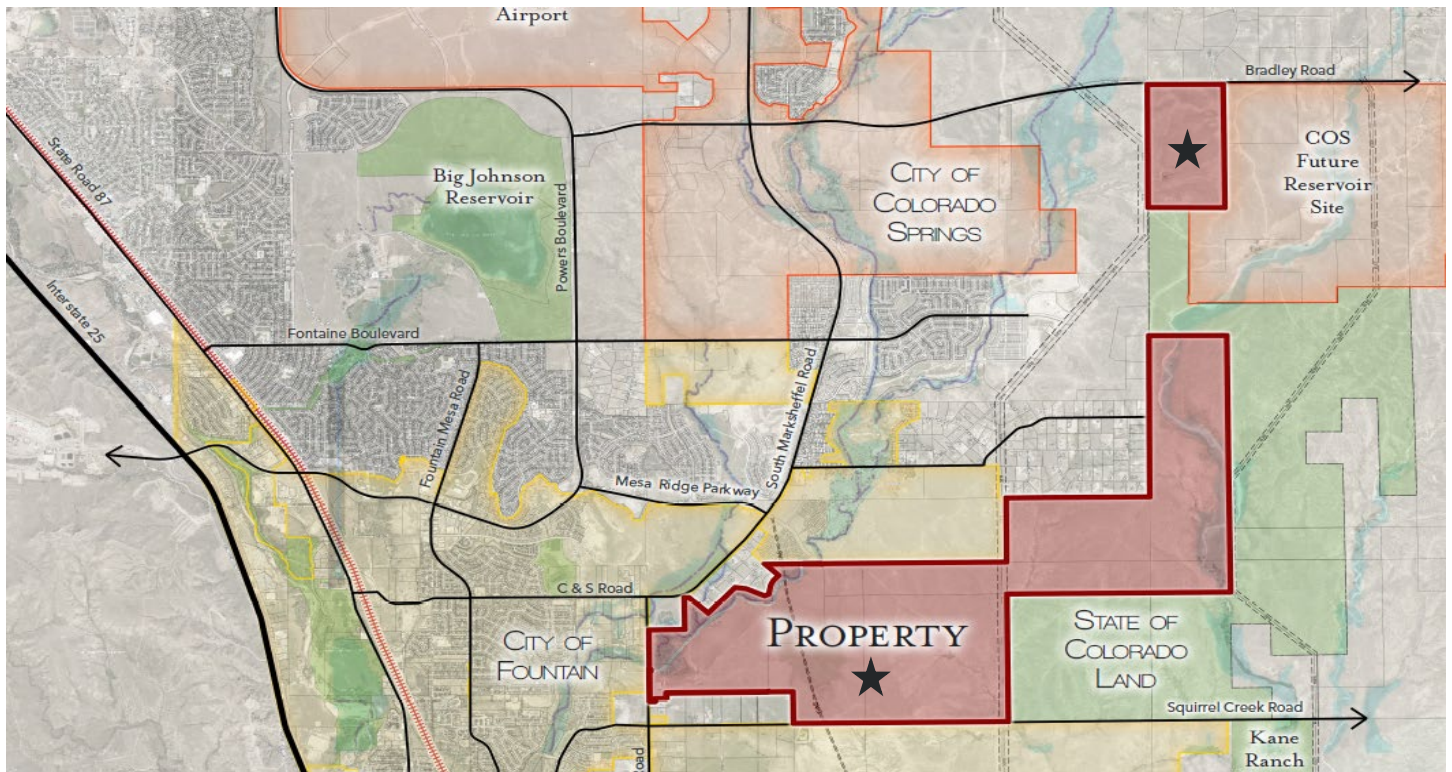 Airport
Bradley Road
State Road 87
Big Johnson
Reservoir
Powers Boulevard
CITY OF
COLORADO
SPRINGS
COS
Future
Reservoir
Site
Interstate 25
Fontaine Boulevard
Fountain Mesa Road
South Marksheffel Road
Mesa Ridge Parkway
C & S Road
CITY OF
FOUNTAIN
PROPERTY
STATE OF
COLORADO
LAND
Squirrel Creek Road
Kane
Ranch
Road